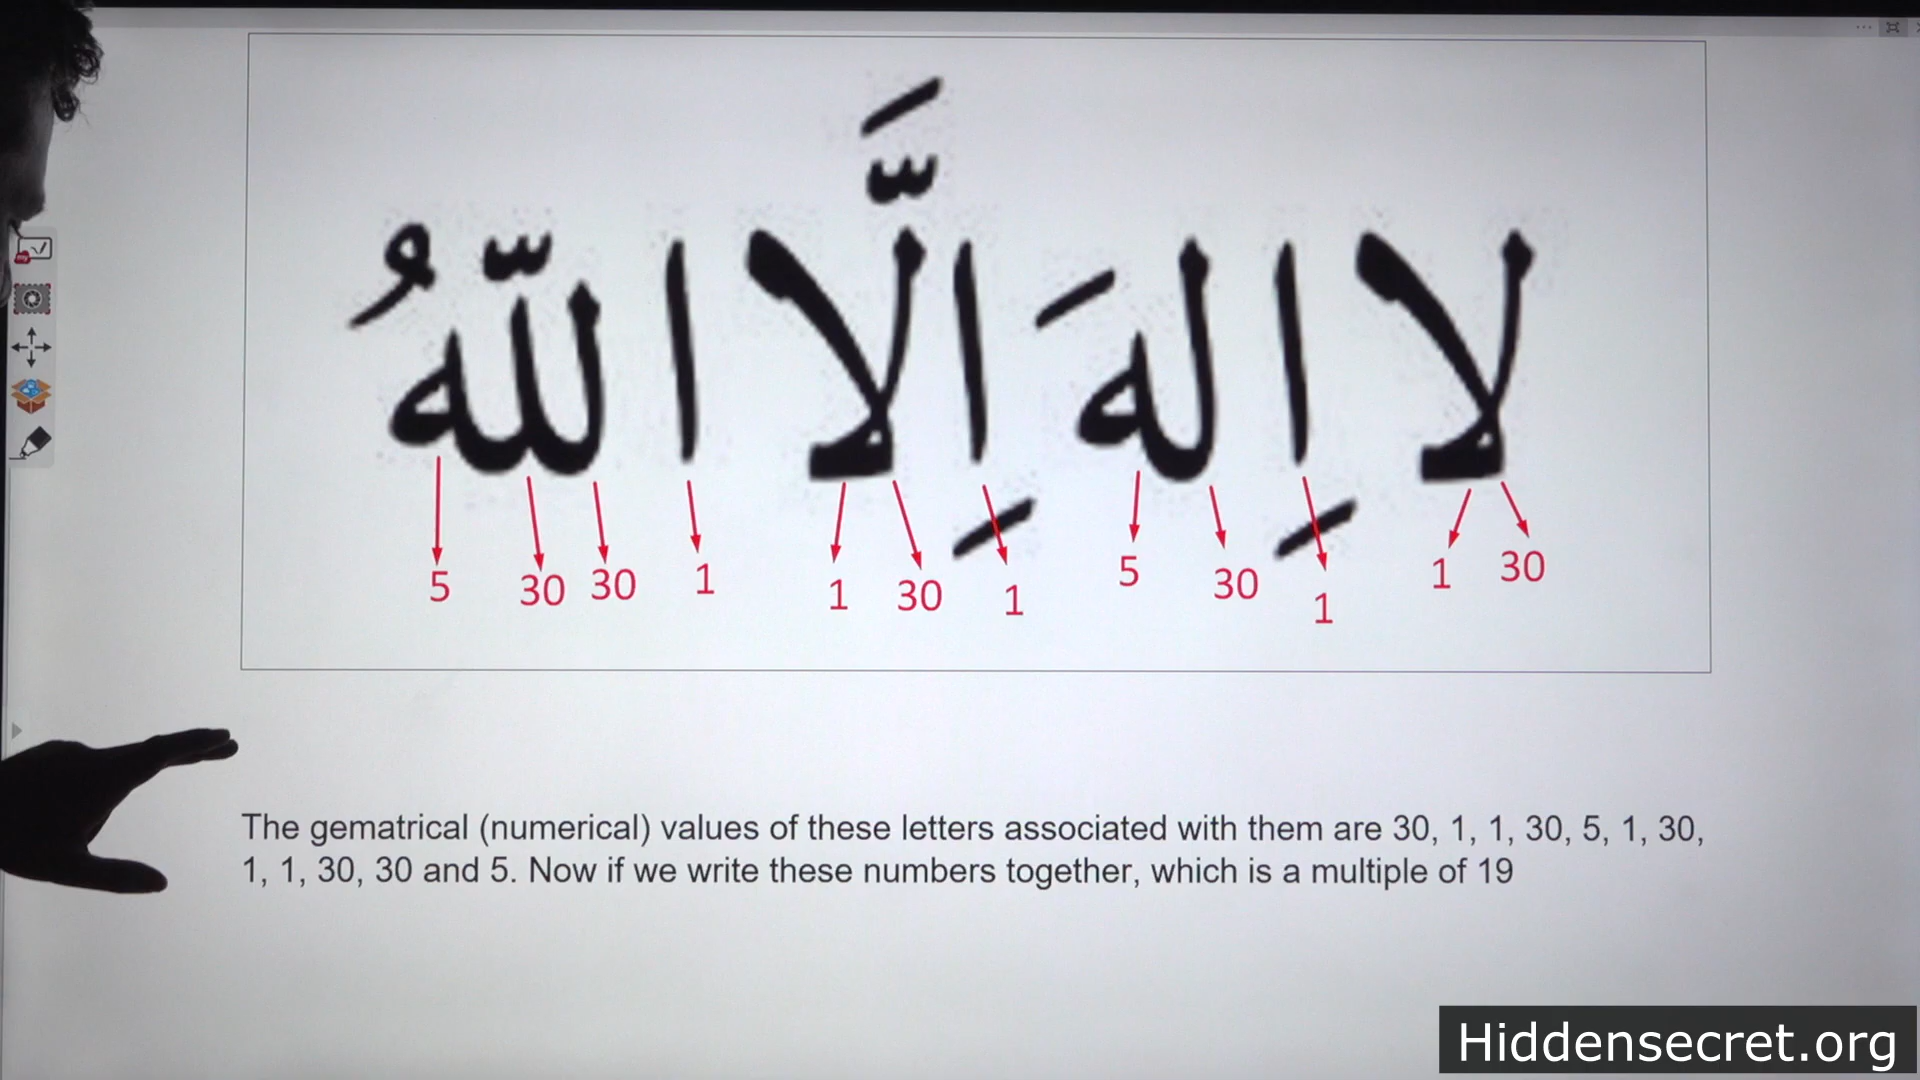 لَا اِلٰهَ اِلَّا اللّٰهُ
5 30 30 1 1 30 1 5 30 1 1 30
The gematrical (numerical) values of these letters associated with them are 30, 1, 1, 30, 5, 1, 30,
1, 1, 30, 30 and 5. Now if we write these numbers together, which is a multiple of 19
Hiddensecret.org